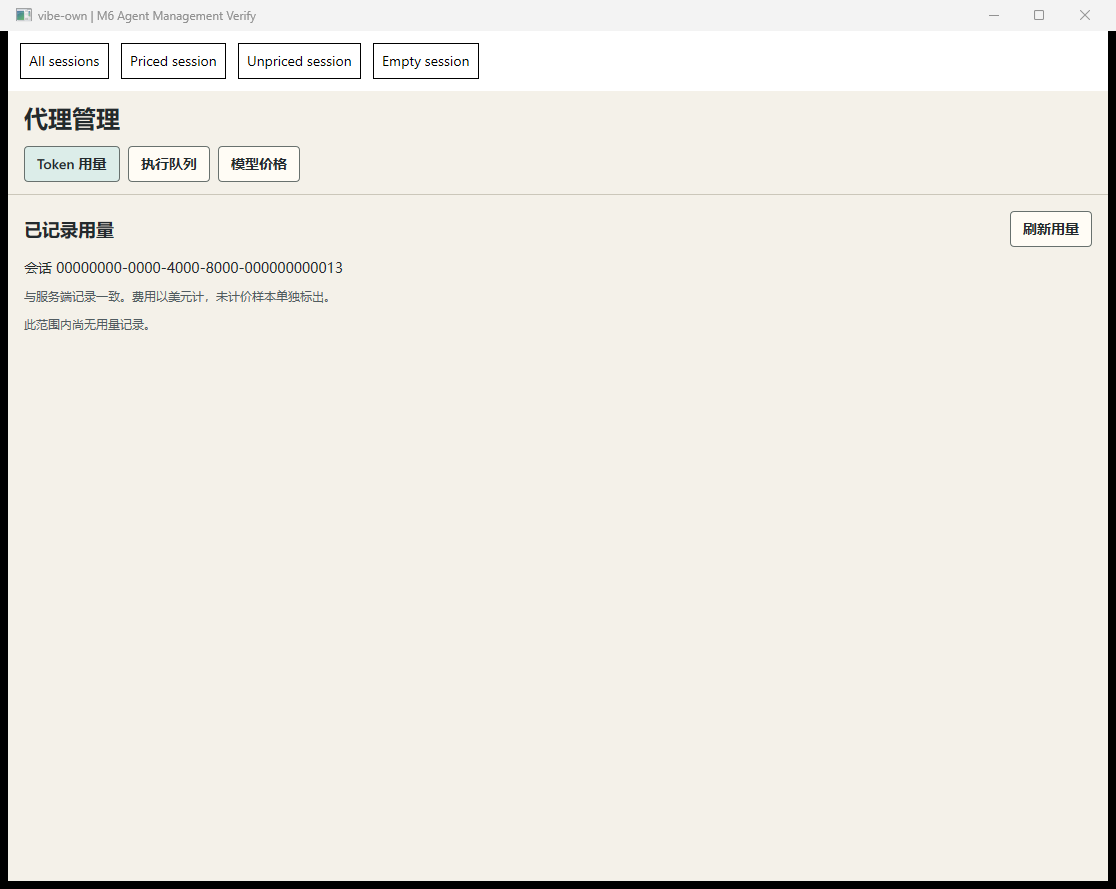 vibe-own | M6 Agent Management Verify
All sessions Priced session Unpriced session Empty session
代理管理
Token 用量 执行队列 模型价格
已记录用量 刷新用量
会话 00000000-0000-4000-8000-000000000013
与服务端记录一致。费用以美元计，未计价样本单独标出。
此范围内尚无用量记录。